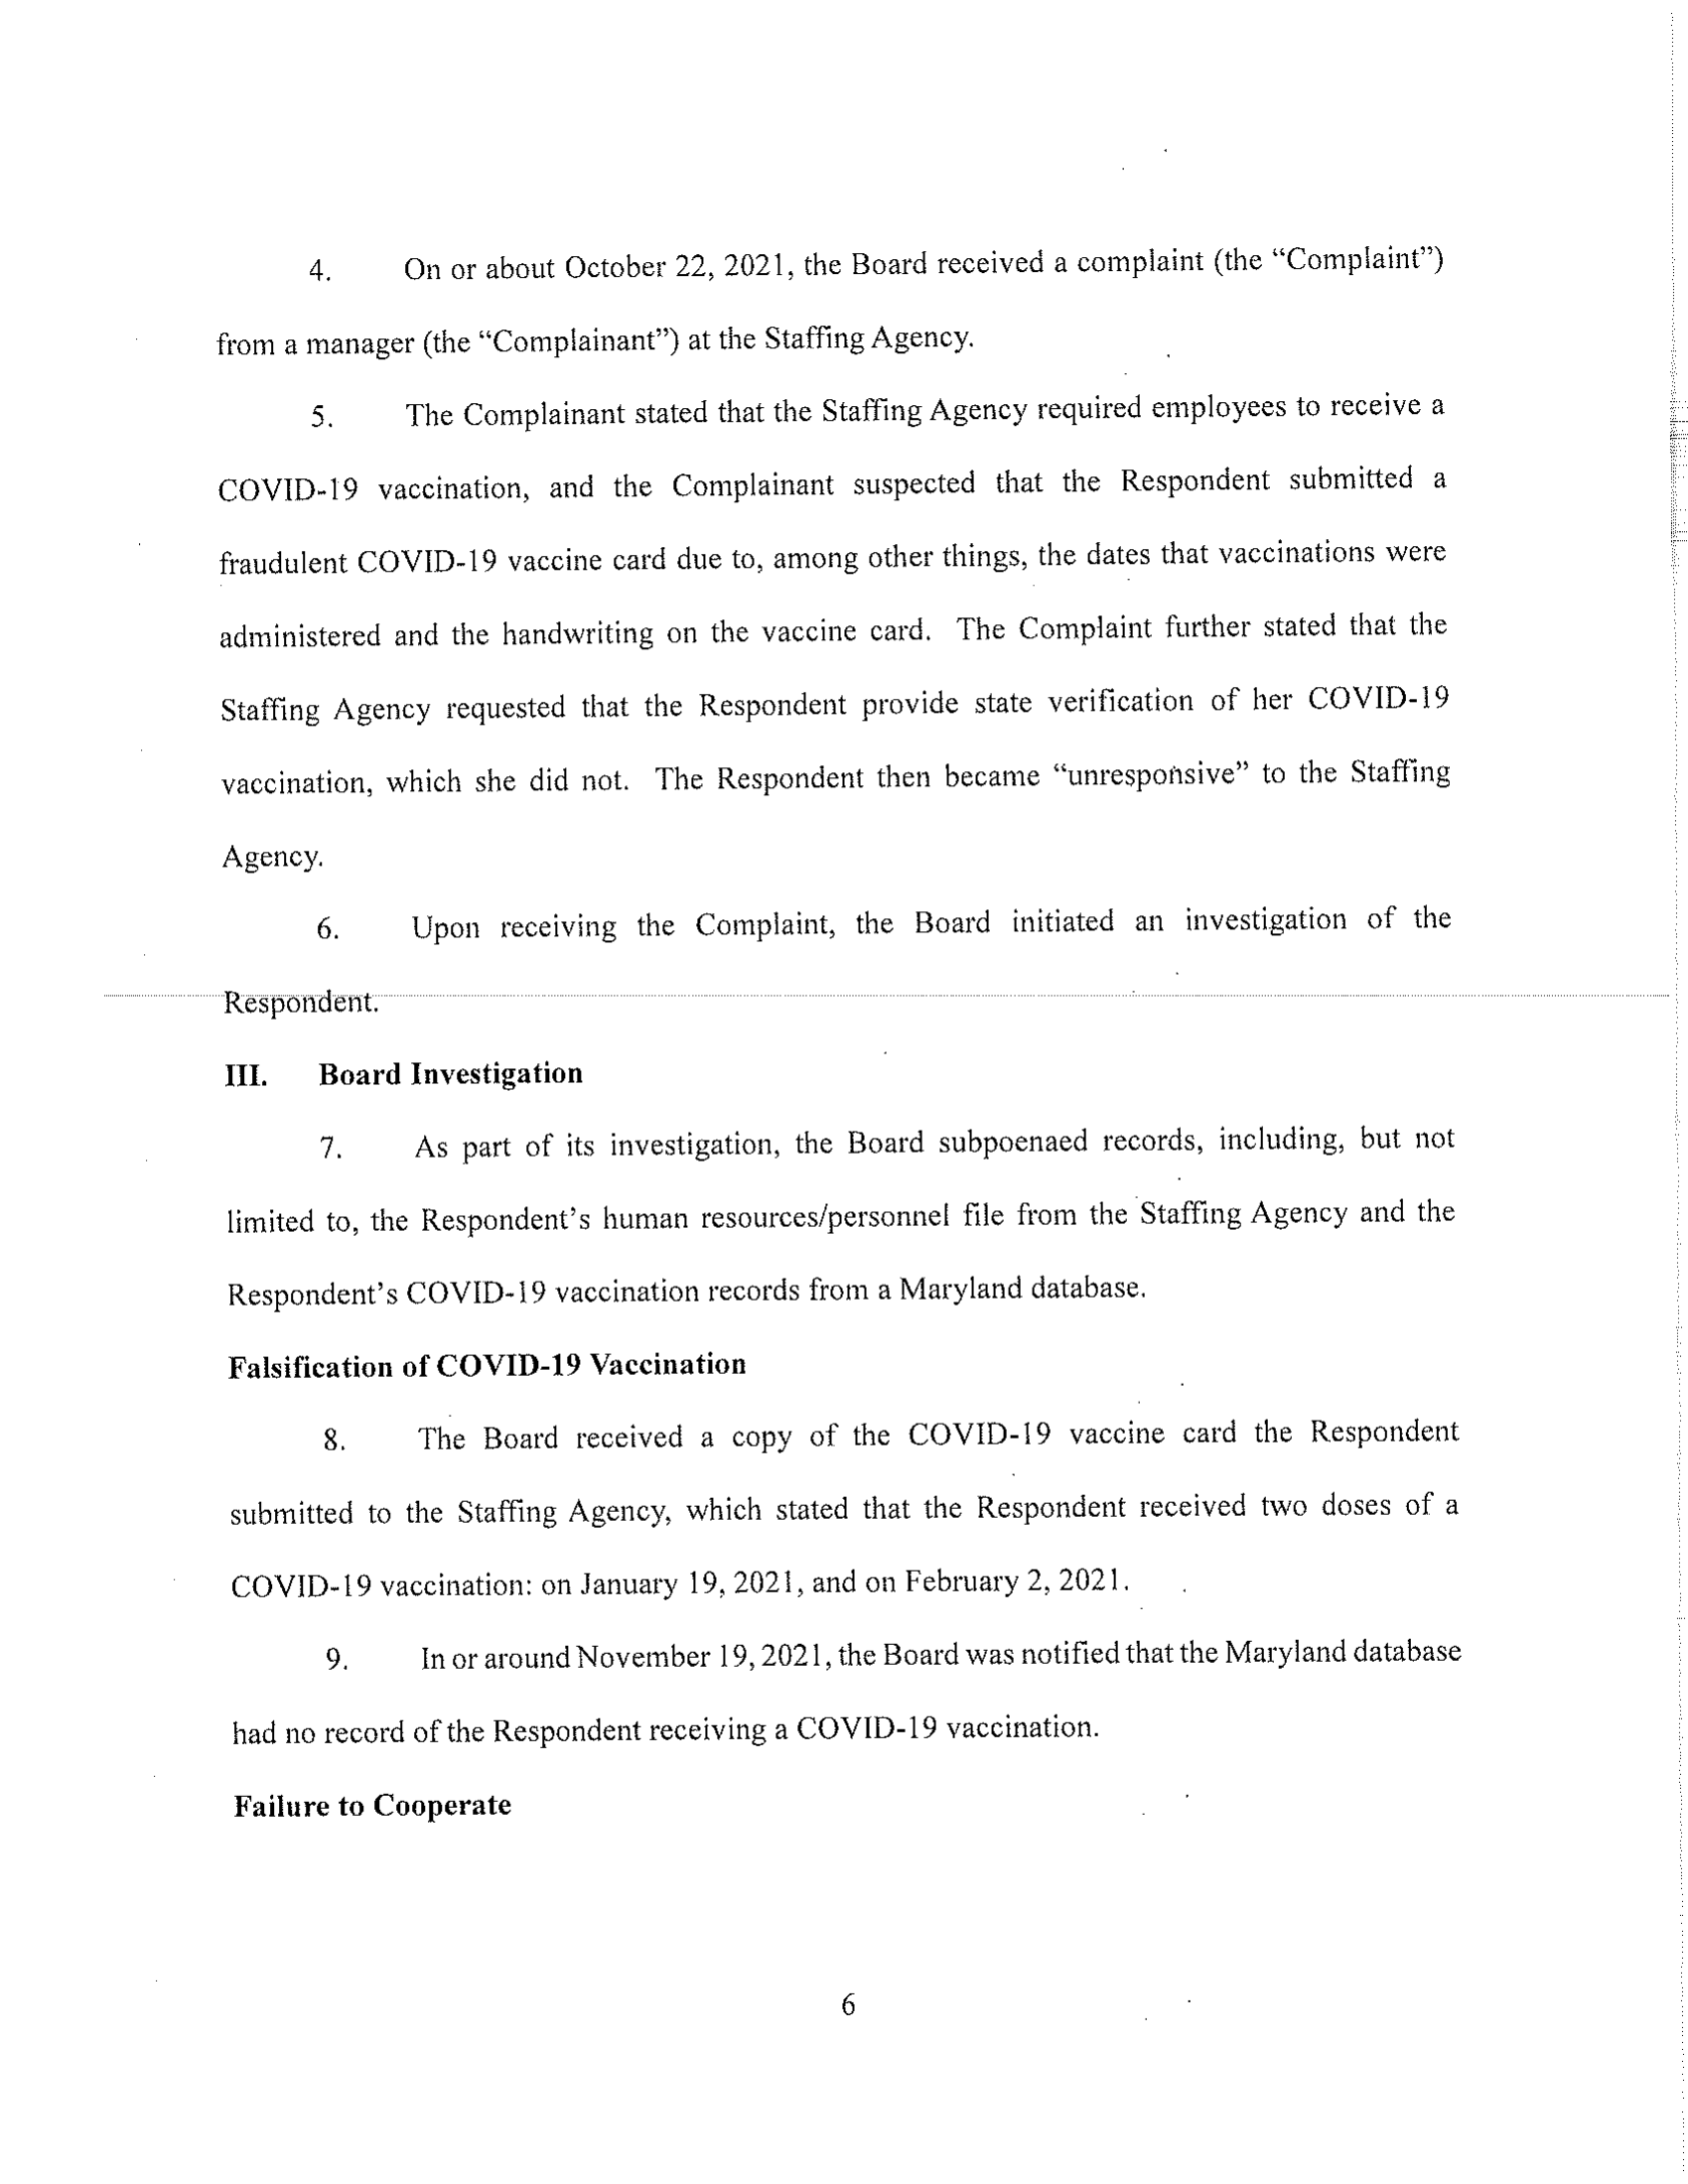 4. On or about October 22, 2021, the Board received a complaint (the “Complaint”)
from a manager (the “Complainant”) at the Staffing Agency.
5. The Complainant stated that the Staffing Agency required employees to receive a
COVID-19 vaccination, and the Complainant suspected that the Respondent submitted a
fraudulent COVID-19 vaccine card due to, among other things, the dates that vaccinations were
administered and the handwriting on the vaccine card. The Complaint further stated that the
Staffing Agency requested that the Respondent provide state verification of her COVID-19
vaccination, which she did not. The Respondent then became “unresponsive” to the Staffing
Agency.
6. Upon receiving the Complaint, the Board initiated an investigation of the
Respondent.
III. Board Investigation
7. As part of its investigation, the Board subpoenaed records, including, but not
limited to, the Respondent’s human resources/personnel file from the Staffing Agency and the
Respondent’s COVID-19 vaccination records from a Maryland database.
Falsification of COVID-19 Vaccination
8. The Board received a copy of the COVID-19 vaccine card the Respondent
submitted to the Staffing Agency, which stated that the Respondent received two doses of a
COVID-19 vaccination: on January 19, 2021, and on February 2, 2021.
9. In or around November 19, 2021, the Board was notified that the Maryland database
had no record of the Respondent receiving a COVID-19 vaccination.
Failure to Cooperate
6